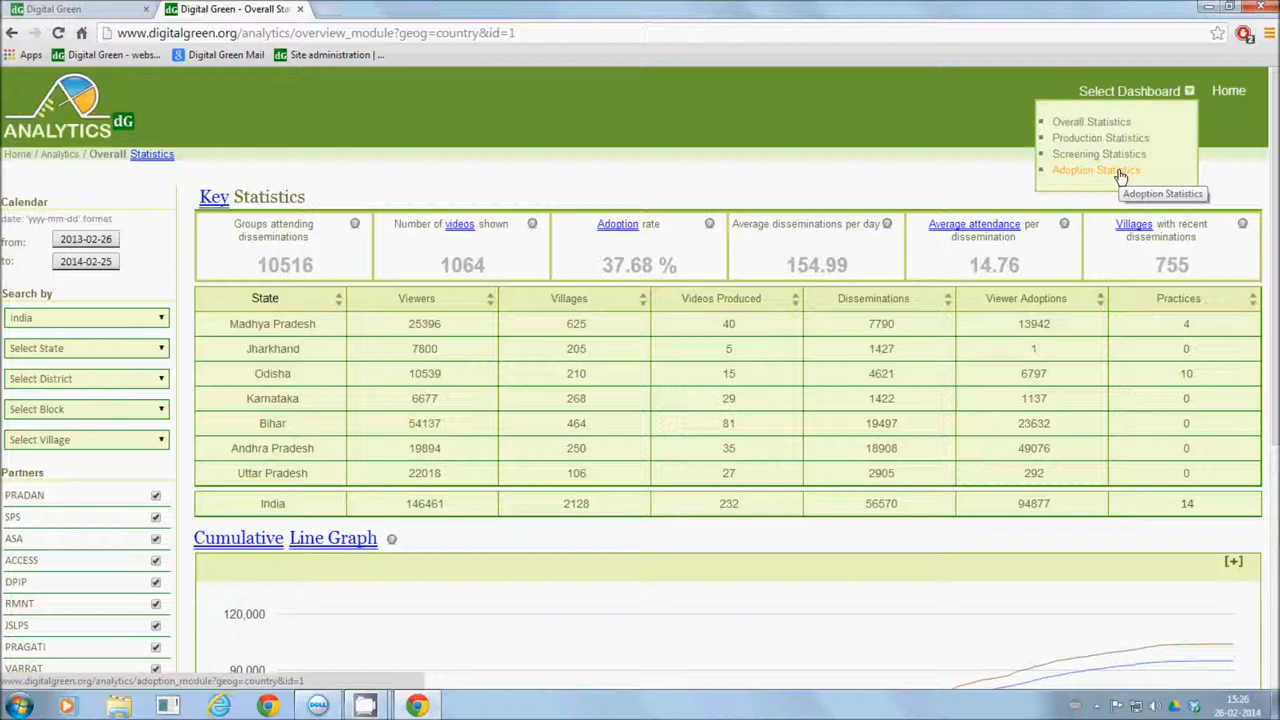 Digital Green
Digital Green - Overall Sta
www.digitalgreen.org/analytics/overview_module?geog=country&id=1
2
Apps Digital Green - webs... Digital Green Mail Site administration | ...
Select Dashboard Home
ANALYTICS dG
Overall Statistics
Production Statistics
Screening Statistics
Adoption Statistics
Adoption Statistics
Home / Analytics / Overall Statistics
Calendar
date: 'yyyy-mm-dd' format
from: 2013-02-26
to: 2014-02-25
Search by
India
Select State
Select District
Select Block
Select Village
Partners
PRADAN
SPS
ASA
ACCESS
DPIP
RMNT
JSLPS
PRAGATI
VARRAT
Key Statistics
Groups attending disseminations
10516
Number of videos shown
1064
Adoption rate
37.68 %
Average disseminations per day
154.99
Average attendance per dissemination
14.76
Villages with recent disseminations
755
State Viewers Villages Videos Produced Disseminations Viewer Adoptions Practices
Madhya Pradesh 25396 625 40 7790 13942 4
Jharkhand 7800 205 5 1427 1 0
Odisha 10539 210 15 4621 6797 10
Karnataka 6677 268 29 1422 1137 0
Bihar 54137 464 81 19497 23632 0
Andhra Pradesh 19894 250 35 18908 49076 0
Uttar Pradesh 22018 106 27 2905 292 0
India 146461 2128 232 56570 94877 14
Cumulative Line Graph
[+]
120,000
90,000
www.digitalgreen.org/analytics/adoption_module?geog=country&id=1
15:26
26-02-2014